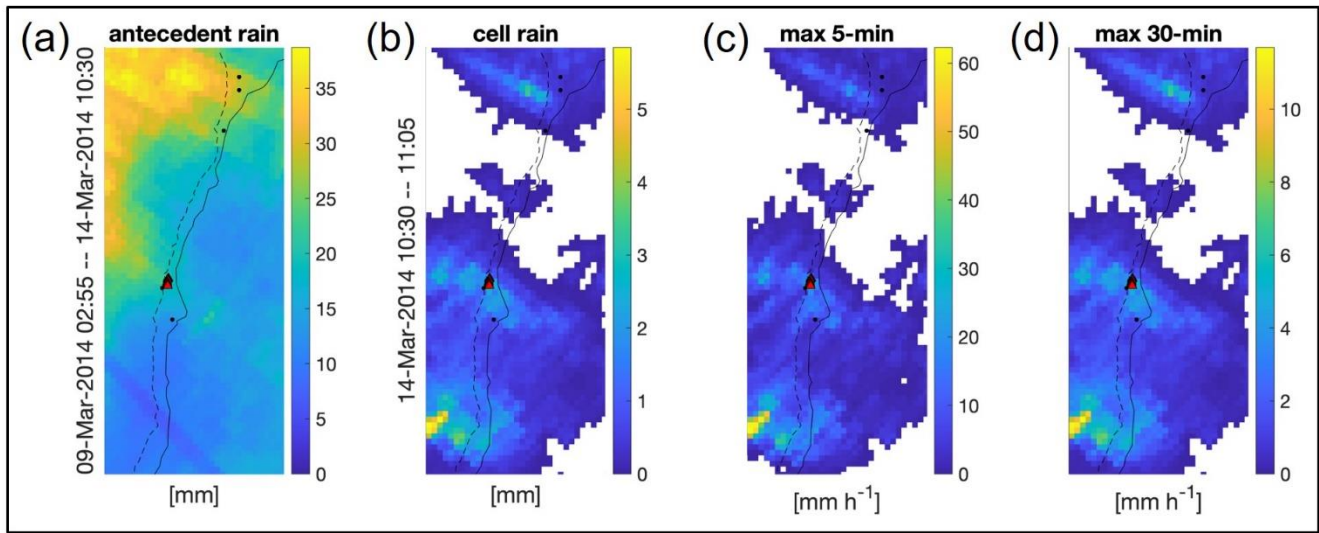 (a) antecedent rain
09-Mar-2014 02:55 -- 14-Mar-2014 10:30
35
30
25
20
15
10
5
0
[mm]
(b) cell rain
14-Mar-2014 10:30 -- 11:05
5
4
3
2
1
0
[mm]
(c) max 5-min
60
50
40
30
20
10
0
[mm h⁻¹]
(d) max 30-min
10
8
6
4
2
0
[mm h⁻¹]